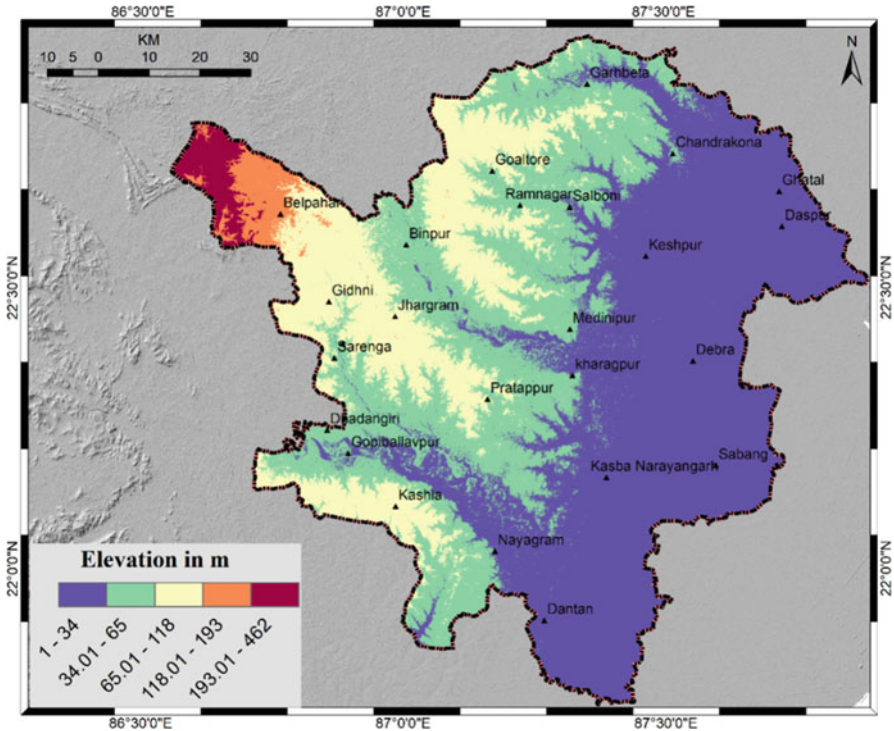 86°30'0"E 87°0'0"E 87°30'0"E
KM
10 5 0 10 20 30
N
Garhbeta
Chandrakona
Goaltore
Ghatal
Ramnagar
Salboni
Belpahari
Daspur
Binpur
Keshpur
22°30'0"N
22°30'0"N
Gidhni
Jhargram
Medinipur
Sarenga
Debra
kharagpur
Pratappur
Dhadangiri
Gopiballavpur
Sabang
Kasba Narayangarh
Kashia
Nayagram
22°0'0"N
22°0'0"N
Elevation in m
Dantan
1 - 34
34.01 - 65
65.01 - 118
118.01 - 193
193.01 - 462
86°30'0"E 87°0'0"E 87°30'0"E